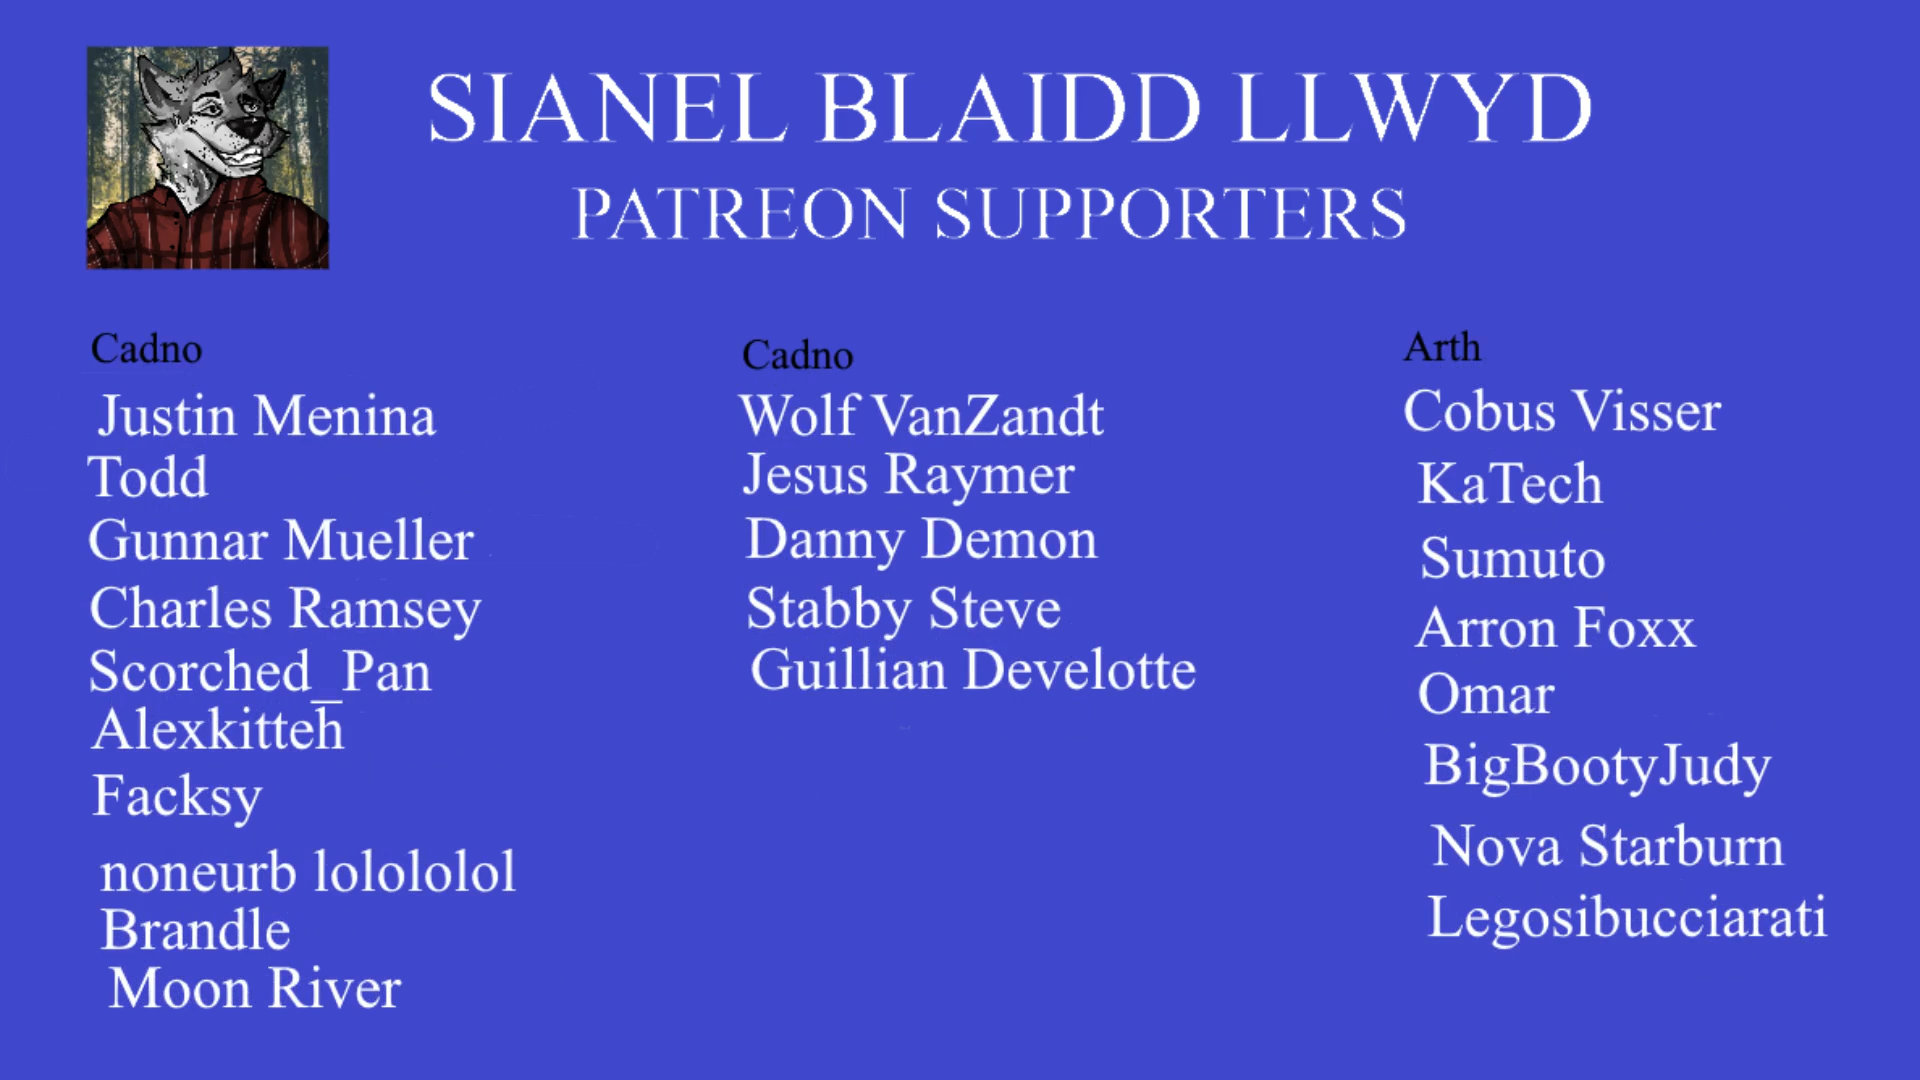 SIANEL BLAIDD LLWYD
PATREON SUPPORTERS
Cadno
Justin Menina
Todd
Gunnar Mueller
Charles Ramsey
Scorched_Pan
Alexkitteh
Facksy
noneurb lolololol
Brandle
Moon River
Cadno
Wolf VanZandt
Jesus Raymer
Danny Demon
Stabby Steve
Guillian Develotte
Arth
Cobus Visser
KaTech
Sumuto
Arron Foxx
Omar
BigBootyJudy
Nova Starburn
Legosibucciarati